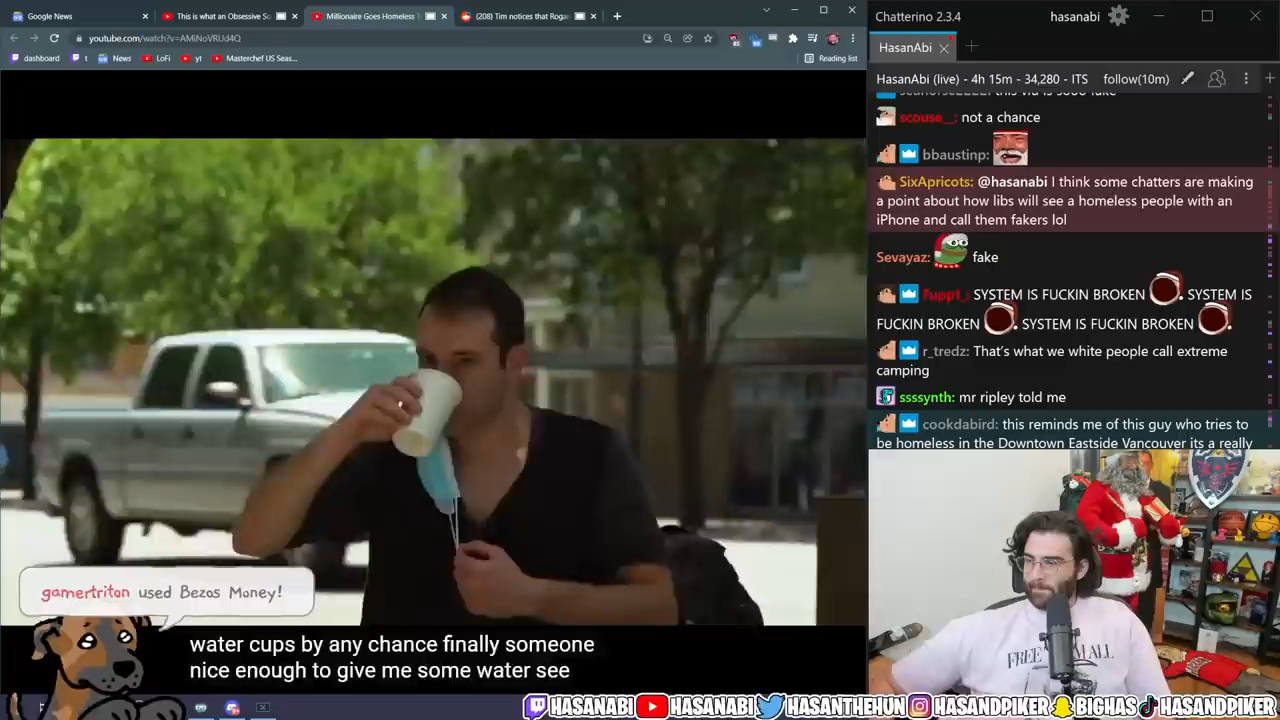 Google News
This is what an Obsessive So
Millionaire Goes Homeless
(208) Tim notices that Roga
youtube.com/watch?v=AMiNoVRUd4Q
dashboard
t
News
LoFi
yt
Masterchef US Seas...
Reading list
water cups by any chance finally someone
nice enough to give me some water see
gamertriton used Bezos Money!
Chatterino 2.3.4
hasanabi
HasanAbi
HasanAbi (live) - 4h 15m - 34,280 - ITS
follow(10m)
scouse__: not a chance
bbaustinp:
SixApricots: @hasanabi I think some chatters are making
a point about how libs will see a homeless people with an
iPhone and call them fakers lol
Sevayaz: fake
SYSTEM IS FUCKIN BROKEN SYSTEM IS
FUCKIN BROKEN SYSTEM IS FUCKIN BROKEN
r_tredz: That's what we white people call extreme
camping
ssssynth: mr ripley told me
cookdabird: this reminds me of this guy who tries to
be homeless in the Downtown Eastside Vancouver its a really
HASANABI HASANABI HASANTHEHUN HASANDPIKER BIGHAS HASANDPIKER